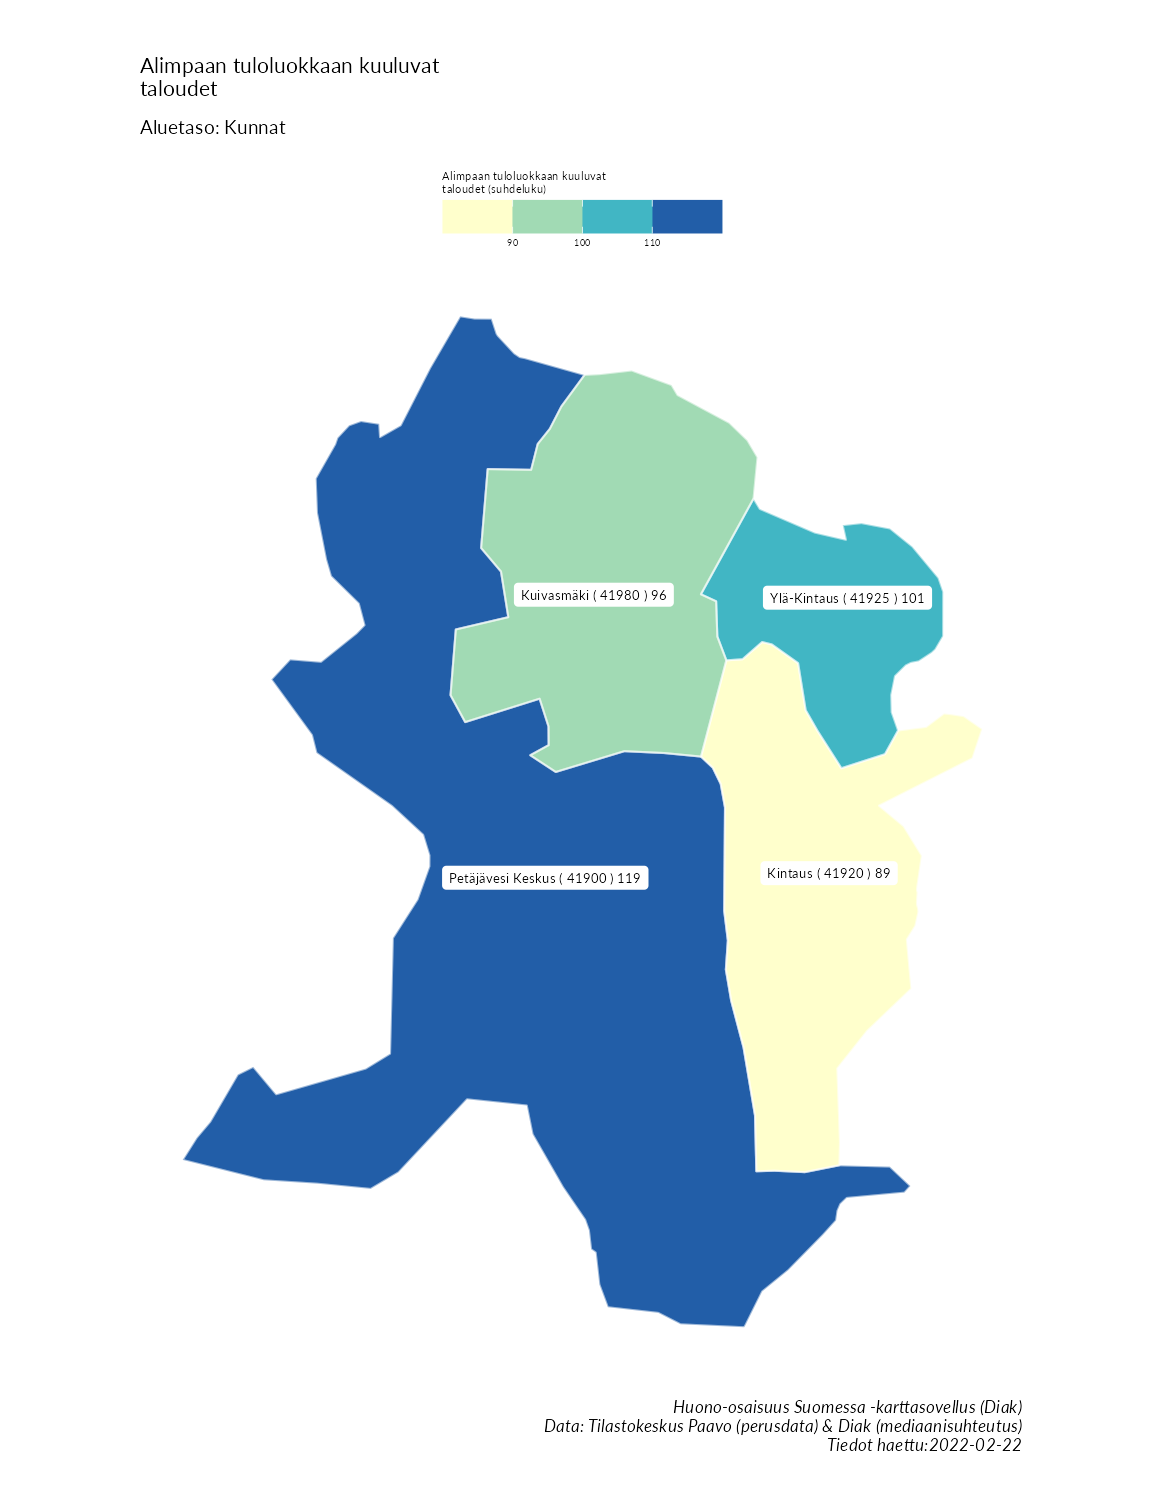 Alimpaan tuloluokkaan kuuluvat
taloudet
Aluetaso: Kunnat
Alimpaan tuloluokkaan kuuluvat
taloudet (suhdeluku)
90 100 110
Kuivasmäki ( 41980 ) 96
Ylä-Kintaus ( 41925 ) 101
Kintaus ( 41920 ) 89
Petäjävesi Keskus ( 41900 ) 119
Huono-osaisuus Suomessa -karttasovellus (Diak)
Data: Tilastokeskus Paavo (perusdata) & Diak (mediaanisuhteutus)
Tiedot haettu:2022-02-22